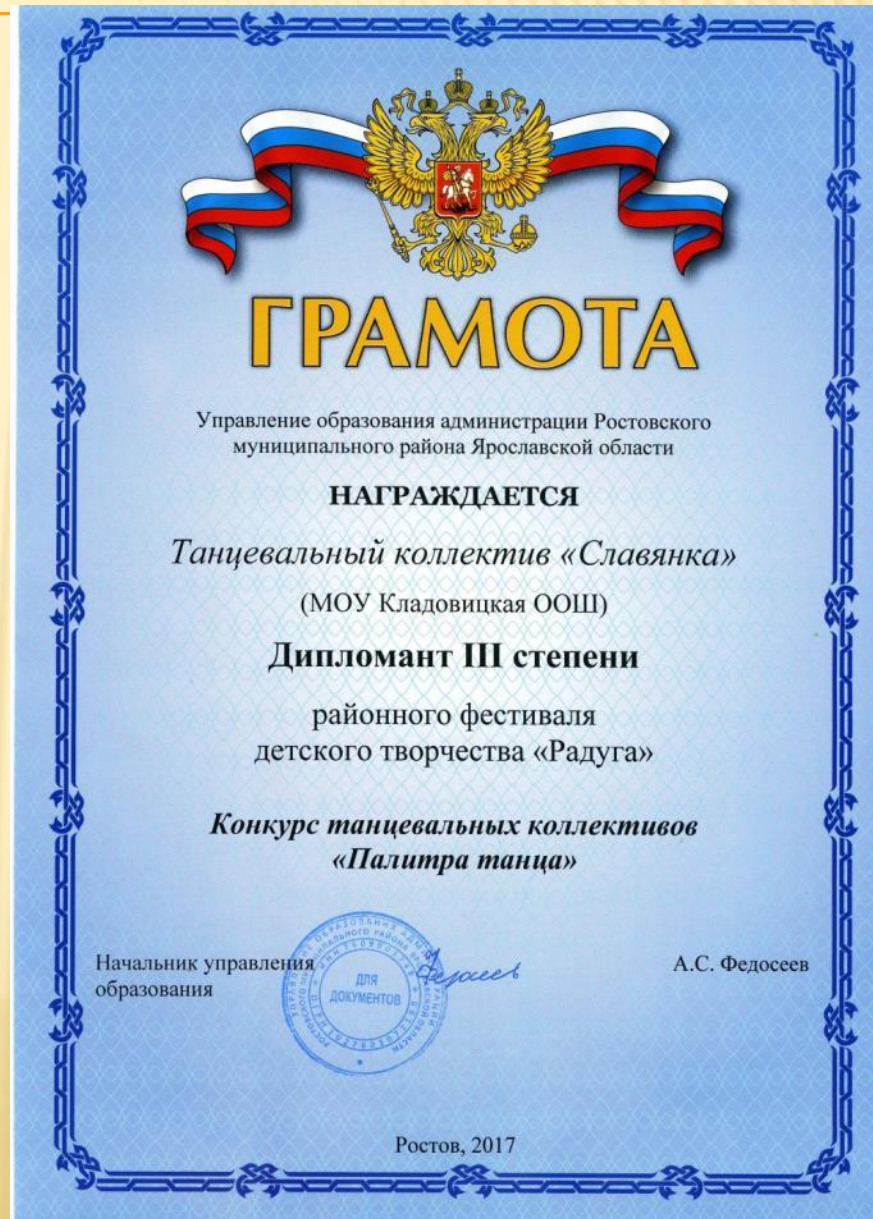 ГРАМОТА
Управление образования администрации Ростовского
муниципального района Ярославской области
НАГРАЖДАЕТСЯ
Танцевальный коллектив «Славянка»
(МОУ Кладовицкая ООШ)
Дипломант III степени
районного фестиваля
детского творчества «Радуга»
Конкурс танцевальных коллективов
«Палитра танца»
Начальник управления
образования
ДЛЯ
ДОКУМЕНТОВ
А.С. Федосеев
Ростов, 2017